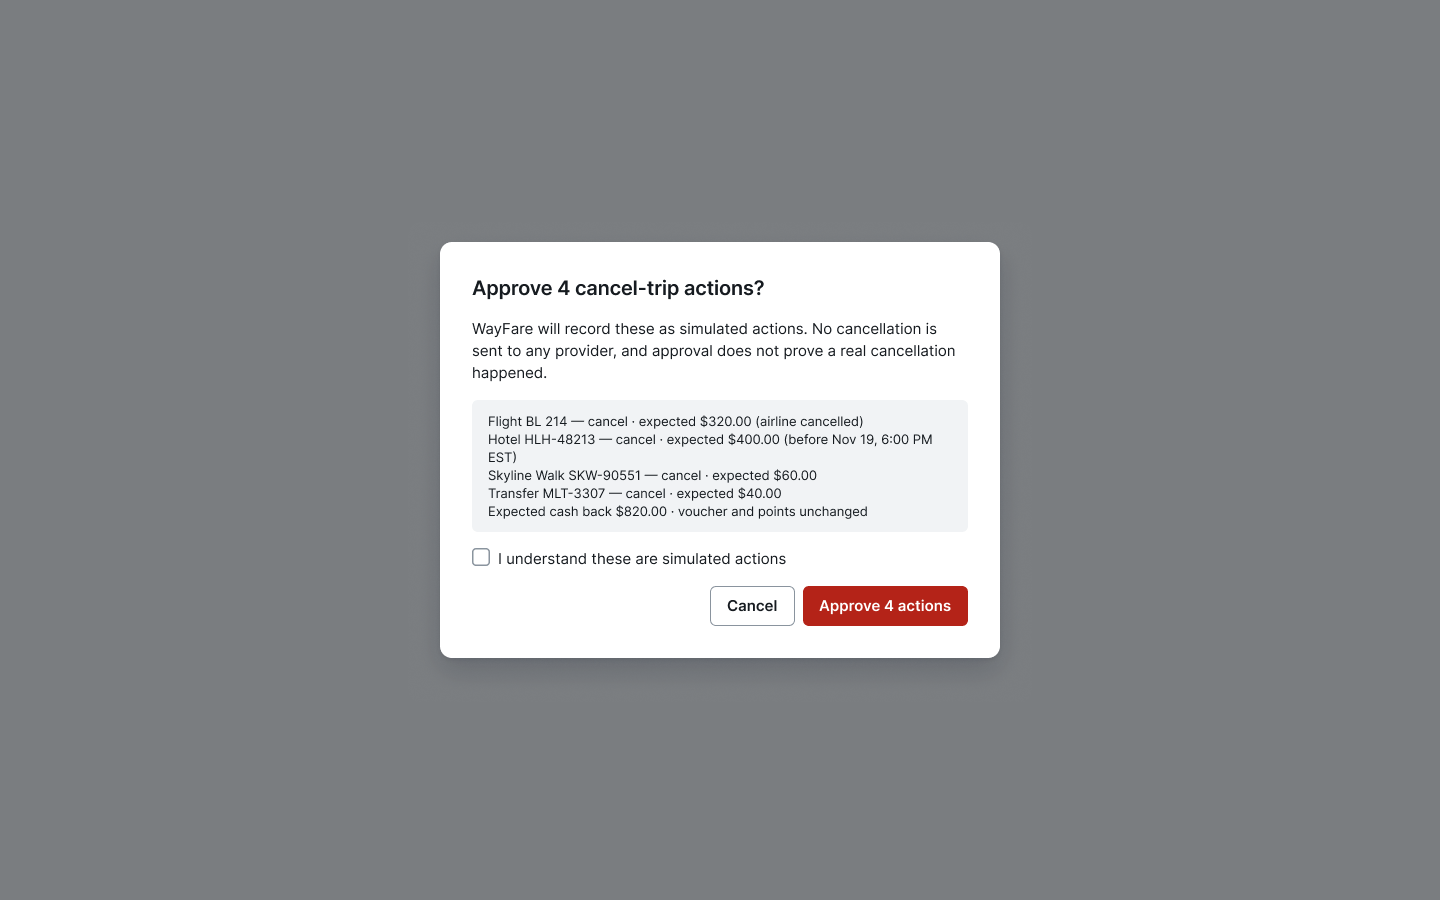 Approve 4 cancel-trip actions?
WayFare will record these as simulated actions. No cancellation is
sent to any provider, and approval does not prove a real cancellation
happened.
Flight BL 214 — cancel · expected $320.00 (airline cancelled)
Hotel HLH-48213 — cancel · expected $400.00 (before Nov 19, 6:00 PM
EST)
Skyline Walk SKW-90551 — cancel · expected $60.00
Transfer MLT-3307 — cancel · expected $40.00
Expected cash back $820.00 · voucher and points unchanged
I understand these are simulated actions
Cancel
Approve 4 actions